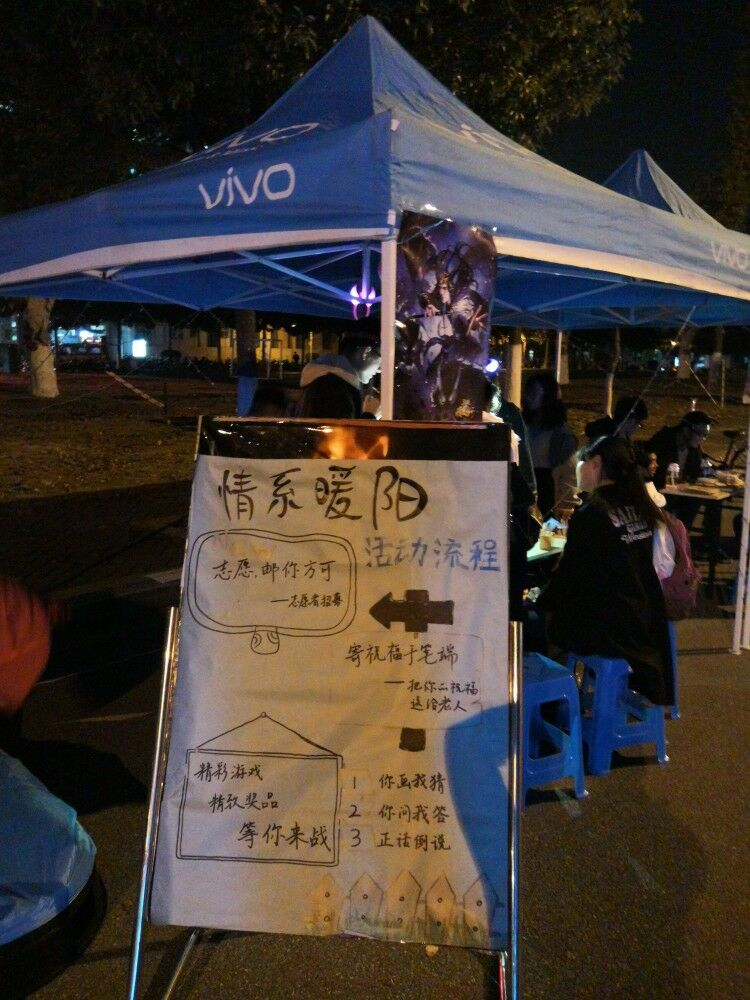 vivo
vivo
情系暖阳
活动流程
志愿,邮你方可
—志愿者招募
寄祝福于笔端
—把你の祝福
送给老人
精彩游戏
精致奖品
等你来战
1 你画我猜
2 你问我答
3 正话倒说